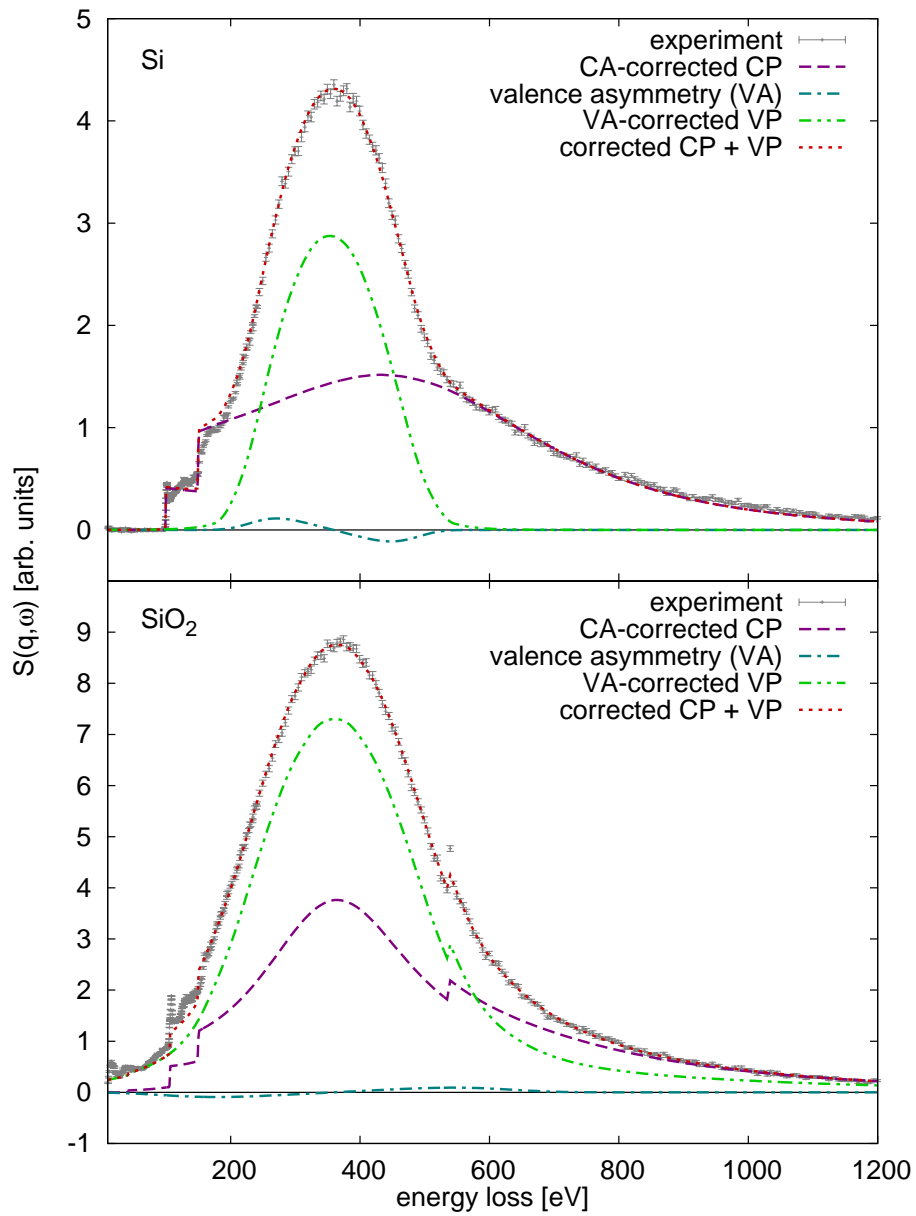 5
4
3
2
1
0
Si
experiment
CA-corrected CP
valence asymmetry (VA)
VA-corrected VP
corrected CP + VP
S(q,ω) [arb. units]
9
8
7
6
5
4
3
2
1
0
-1
SiO₂
experiment
CA-corrected CP
valence asymmetry (VA)
VA-corrected VP
corrected CP + VP
200 400 600 800 1000 1200
energy loss [eV]